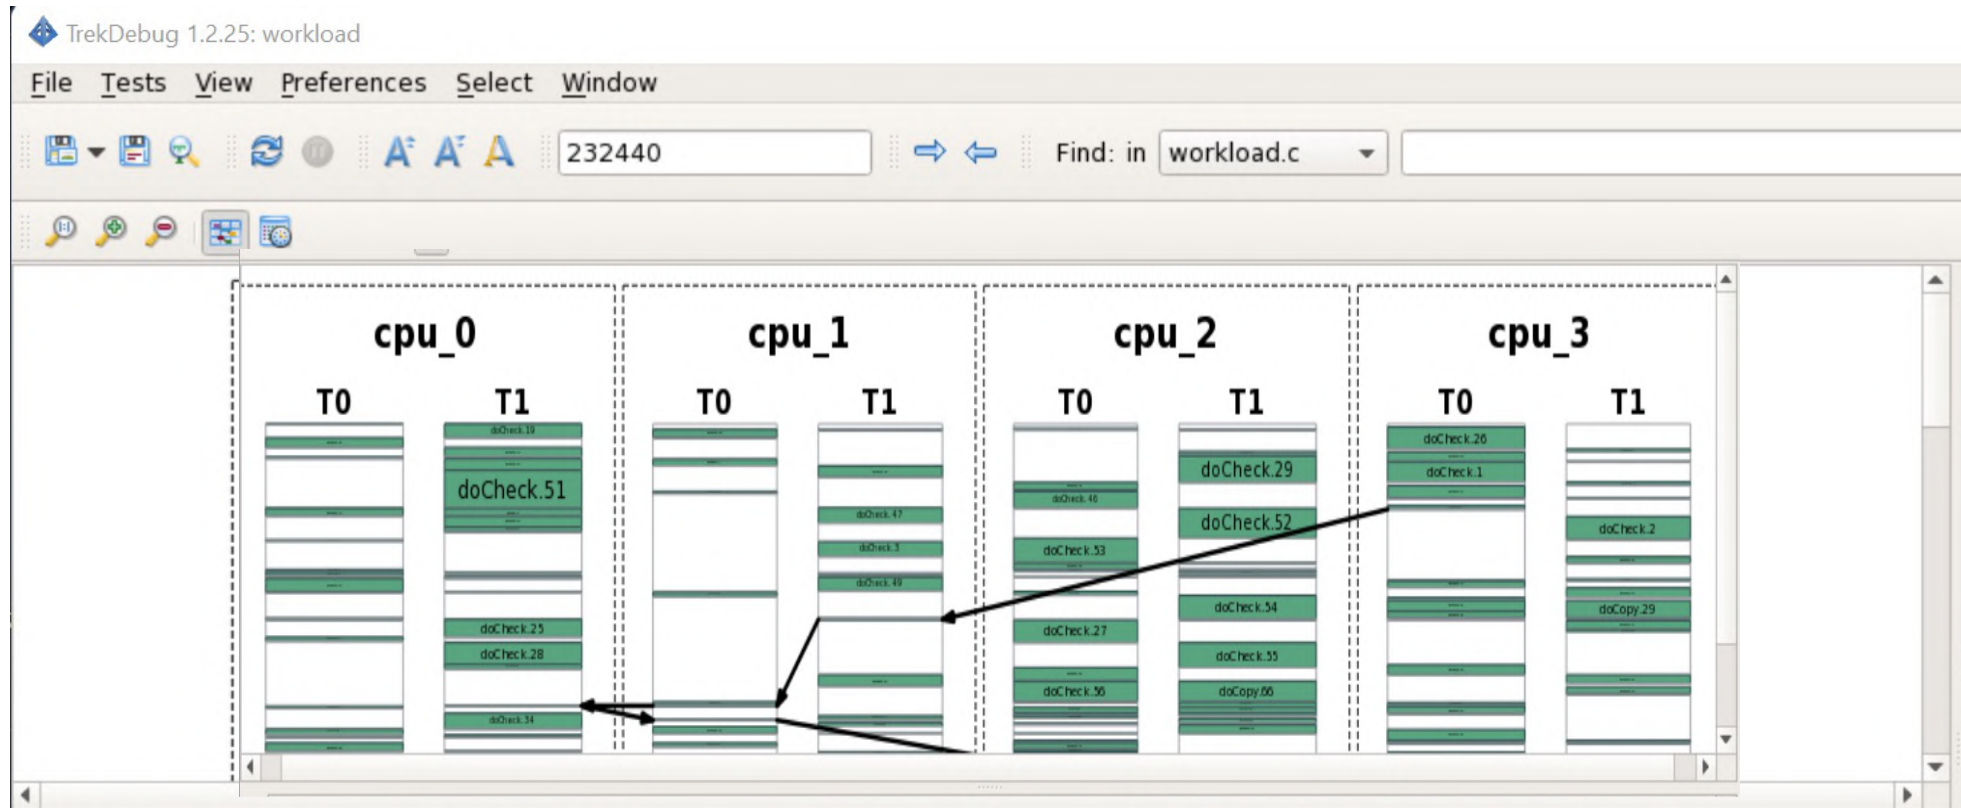 TrekDebug 1.2.25: workload
File Tests View Preferences Select Window
232440 Find: in workload.c
cpu_0 cpu_1 cpu_2 cpu_3
T0 T1 T0 T1 T0 T1 T0 T1
doCheck.19
doCheck.26
doCheck.29
doCheck.1
doCheck.51
doCheck.46
doCheck.47
doCheck.52
doCheck.2
doCheck.3
doCheck.53
doCheck.49
doCheck.54
doCopy.29
doCheck.25
doCheck.27
doCheck.28
doCheck.55
doCheck.56
doCopy.66
doCheck.34